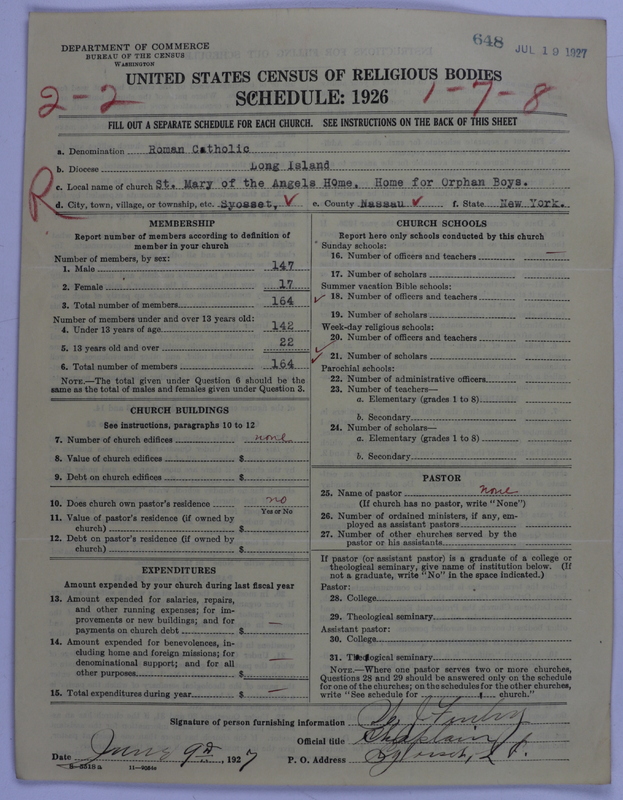 648 JUL 19 1927
DEPARTMENT OF COMMERCE
BUREAU OF THE CENSUS
WASHINGTON
UNITED STATES CENSUS OF RELIGIOUS BODIES
SCHEDULE: 1926
2-2
1-7-8
FILL OUT A SEPARATE SCHEDULE FOR EACH CHURCH. SEE INSTRUCTIONS ON THE BACK OF THIS SHEET
a. Denomination Roman Catholic
b. Diocese Long Island
c. Local name of church St. Mary of the Angels Home, Home for Orphan Boys.
R
d. City, town, village, or township, etc. Syosset, ✓ e. County Nassau ✓ f. State New York.
MEMBERSHIP
Report number of members according to definition of
member in your church
Number of members, by sex:
1. Male 147
2. Female 17
3. Total number of members 164
Number of members under and over 13 years old:
4. Under 13 years of age 142
5. 13 years old and over 22
6. Total number of members 164
NOTE.—The total given under Question 6 should be the
same as the total of males and females given under Question 3.
CHURCH BUILDINGS
See instructions, paragraphs 10 to 12
7. Number of church edifices none
8. Value of church edifices $
9. Debt on church edifices $
10. Does church own pastor's residence no
Yes or No
11. Value of pastor's residence (if owned by
church) $
12. Debt on pastor's residence (if owned by
church) $
EXPENDITURES
Amount expended by your church during last fiscal year
13. Amount expended for salaries, repairs,
and other running expenses; for im-
provements or new buildings; and for
payments on church debt $ —
14. Amount expended for benevolences, in-
cluding home and foreign missions; for
denominational support; and for all
other purposes $ —
15. Total expenditures during year $ —
CHURCH SCHOOLS
Report here only schools conducted by this church
Sunday schools:
16. Number of officers and teachers —
17. Number of scholars
Summer vacation Bible schools:
✓ 18. Number of officers and teachers
19. Number of scholars
Week-day religious schools:
20. Number of officers and teachers
✓ 21. Number of scholars
Parochial schools:
22. Number of administrative officers
23. Number of teachers—
a. Elementary (grades 1 to 8)
b. Secondary
24. Number of scholars—
a. Elementary (grades 1 to 8)
b. Secondary
PASTOR
25. Name of pastor none
(If church has no pastor, write "None")
26. Number of ordained ministers, if any, em-
ployed as assistant pastors
27. Number of other churches served by the
pastor or his assistants
If pastor (or assistant pastor) is a graduate of a college or
theological seminary, give name of institution below. (If
not a graduate, write "No" in the space indicated.)
Pastor:
28. College
29. Theological seminary
Assistant pastor:
30. College
31. Theological seminary
NOTE.—Where one pastor serves two or more churches,
Questions 28 and 29 should be answered only on the schedule
for one of the churches; on the schedules for the other churches,
write "See schedule for church."
Signature of person furnishing information
Official title Chaplain
Date June 9th, 1927 P. O. Address Syosset, L I.
8-5518 a 11-9054